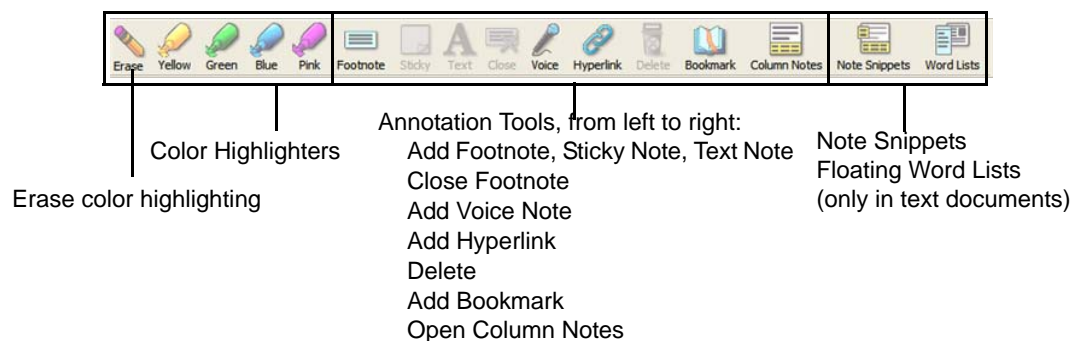 Erase Yellow Green Blue Pink Footnote Sticky Text Close Voice Hyperlink Delete Bookmark Column Notes Note Snippets Word Lists
Annotation Tools, from left to right:
Add Footnote, Sticky Note, Text Note
Close Footnote
Add Voice Note
Add Hyperlink
Delete
Add Bookmark
Open Column Notes
Color Highlighters
Erase color highlighting
Note Snippets
Floating Word Lists
(only in text documents)